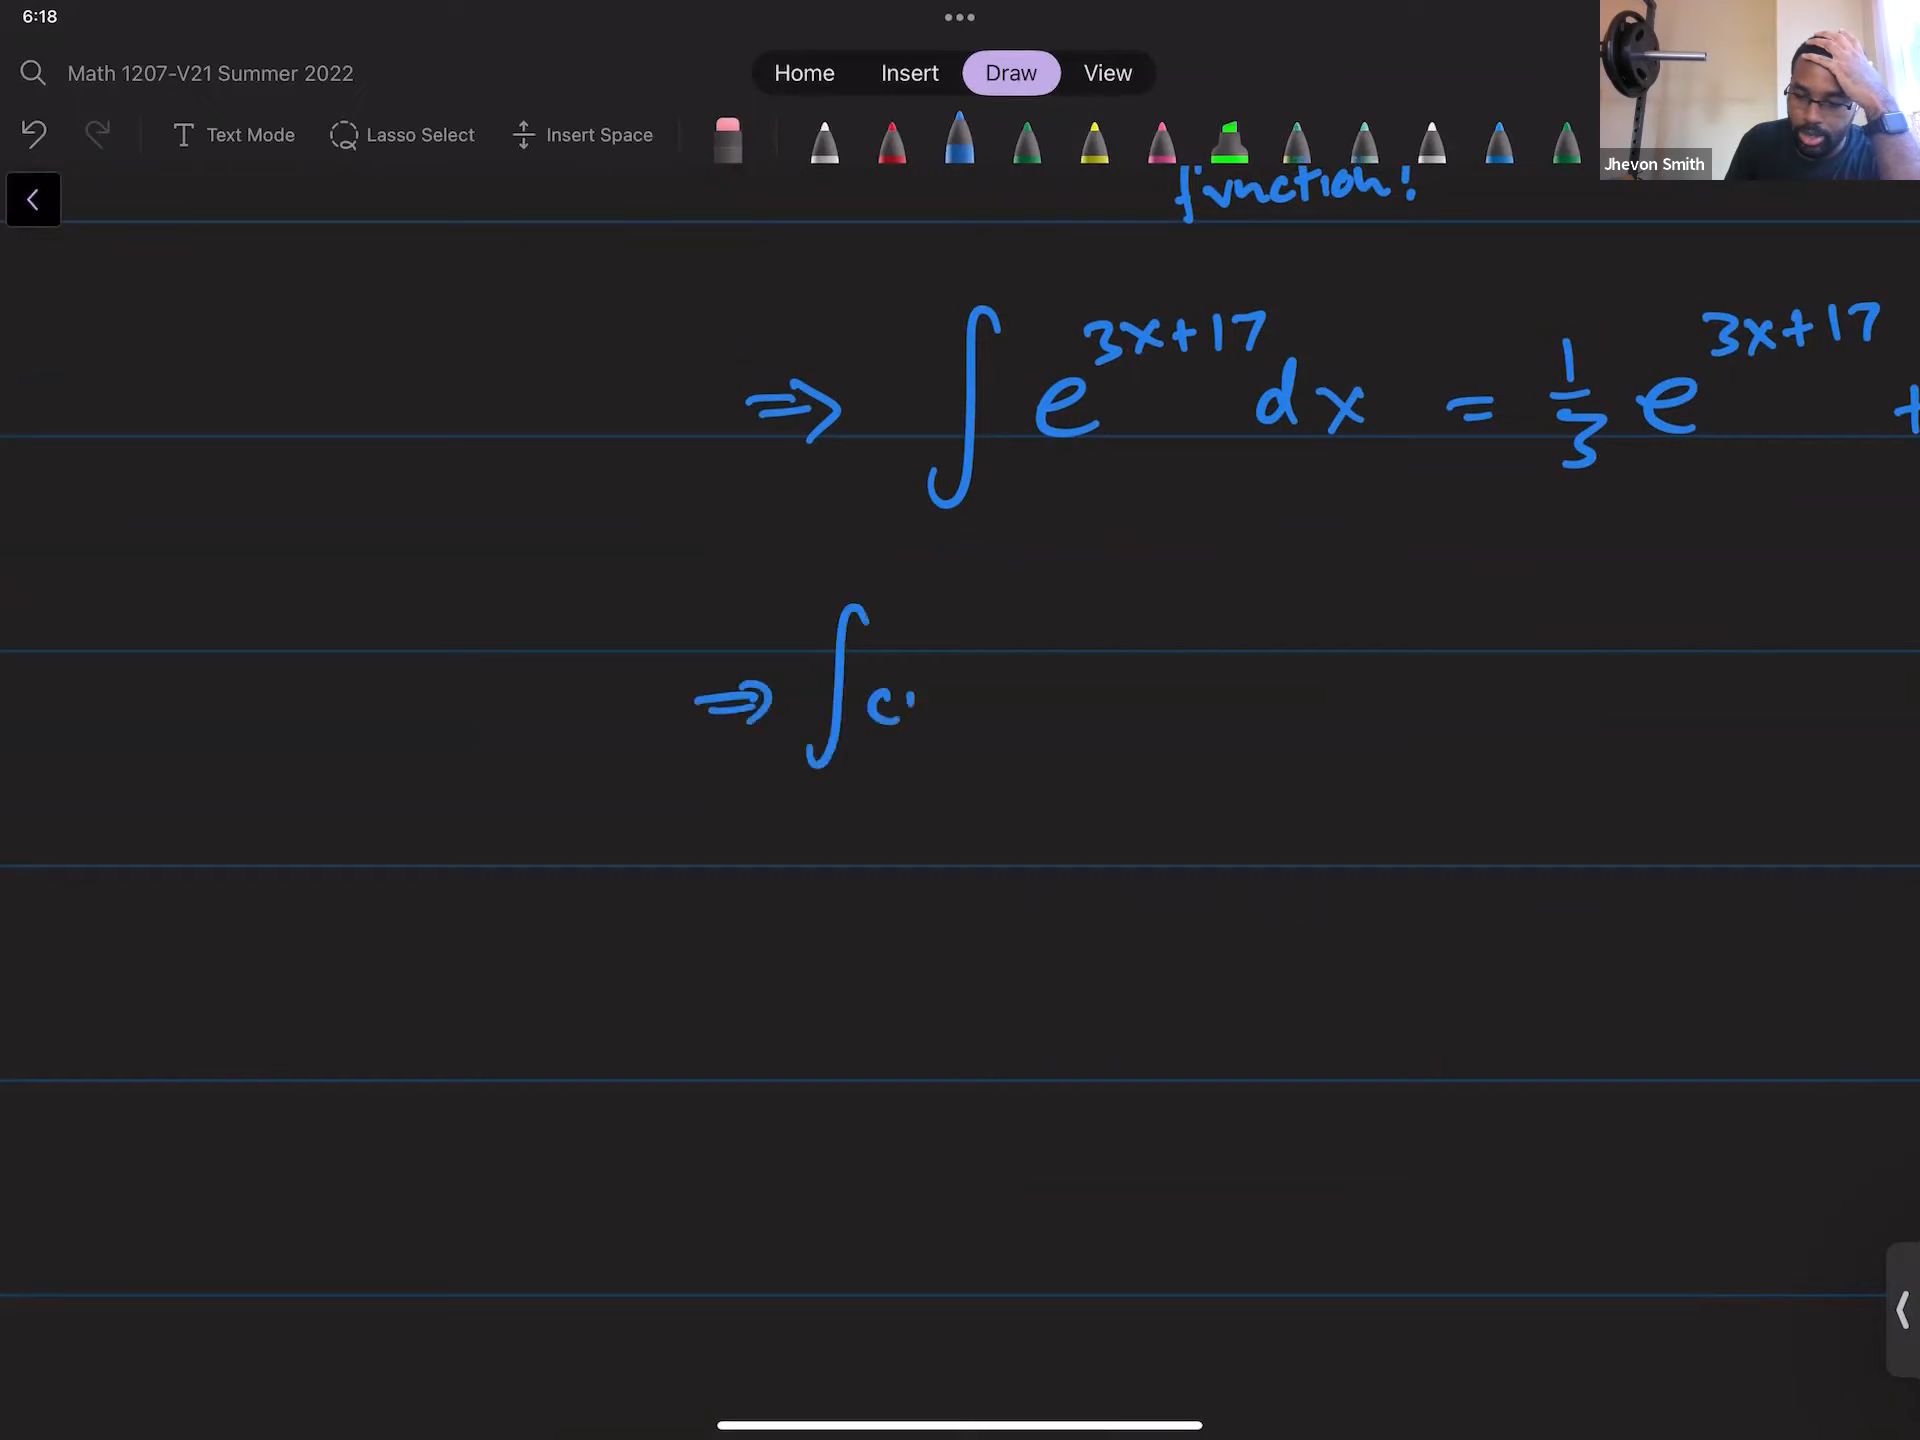 6:18
Math 1207-V21 Summer 2022
Home Insert Draw View
Text Mode Lasso Select Insert Space
Jhevon Smith
function!
⇒ ∫ e^{3x+17} dx = 1/3 e^{3x+17} +
⇒ ∫ c